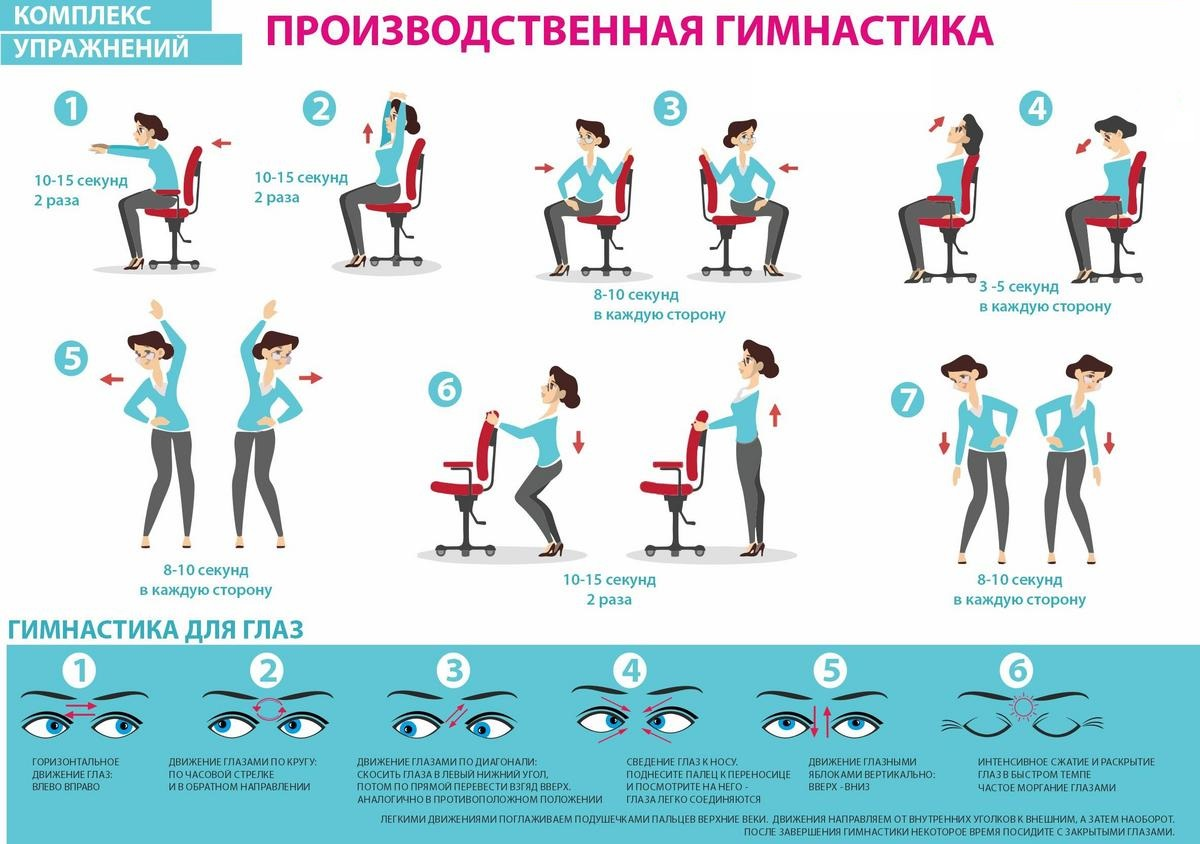 КОМПЛЕКС
УПРАЖНЕНИЙ
ПРОИЗВОДСТВЕННАЯ ГИМНАСТИКА
1
10-15 секунд
2 раза
2
10-15 секунд
2 раза
3
8-10 секунд
в каждую сторону
4
3 -5 секунд
в каждую сторону
5
8-10 секунд
в каждую сторону
6
10-15 секунд
2 раза
7
8-10 секунд
в каждую сторону
ГИМНАСТИКА ДЛЯ ГЛАЗ
1
ГОРИЗОНТАЛЬНОЕ
ДВИЖЕНИЕ ГЛАЗ:
ВЛЕВО ВПРАВО
2
ДВИЖЕНИЕ ГЛАЗАМИ ПО КРУГУ:
ПО ЧАСОВОЙ СТРЕЛКЕ
И В ОБРАТНОМ НАПРАВЛЕНИИ
3
ДВИЖЕНИЕ ГЛАЗАМИ ПО ДИАГОНАЛИ:
СКОСИТЬ ГЛАЗА В ЛЕВЫЙ НИЖНИЙ УГОЛ,
ПОТОМ ПО ПРЯМОЙ ПЕРЕВЕСТИ ВЗГЛЯД ВВЕРХ.
АНАЛОГИЧНО В ПРОТИВОПОЛОЖНОМ ПОЛОЖЕНИИ
4
СВЕДЕНИЕ ГЛАЗ К НОСУ.
ПОДНЕСИТЕ ПАЛЕЦ К ПЕРЕНОСИЦЕ
И ПОСМОТРИТЕ НА НЕГО -
ГЛАЗА ЛЕГКО СОЕДИНЯЮТСЯ
5
ДВИЖЕНИЕ ГЛАЗНЫМИ
ЯБЛОКАМИ ВЕРТИКАЛЬНО:
ВВЕРХ - ВНИЗ
6
ИНТЕНСИВНОЕ СЖАТИЕ И РАСКРЫТИЕ
ГЛАЗ В БЫСТРОМ ТЕМПЕ
ЧАСТОЕ МОРГАНИЕ ГЛАЗАМИ
ЛЕГКИМИ ДВИЖЕНИЯМИ ПОГЛАЖИВАЕМ ПОДУШЕЧКАМИ ПАЛЬЦЕВ ВЕРХНИЕ ВЕКИ. ДВИЖЕНИЯ НАПРАВЛЯЕМ ОТ ВНУТРЕННИХ УГОЛКОВ К ВНЕШНИМ, А ЗАТЕМ НАОБОРОТ.
ПОСЛЕ ЗАВЕРШЕНИЯ ГИМНАСТИКИ НЕКОТОРОЕ ВРЕМЯ ПОСИДИТЕ С ЗАКРЫТЫМИ ГЛАЗАМИ.